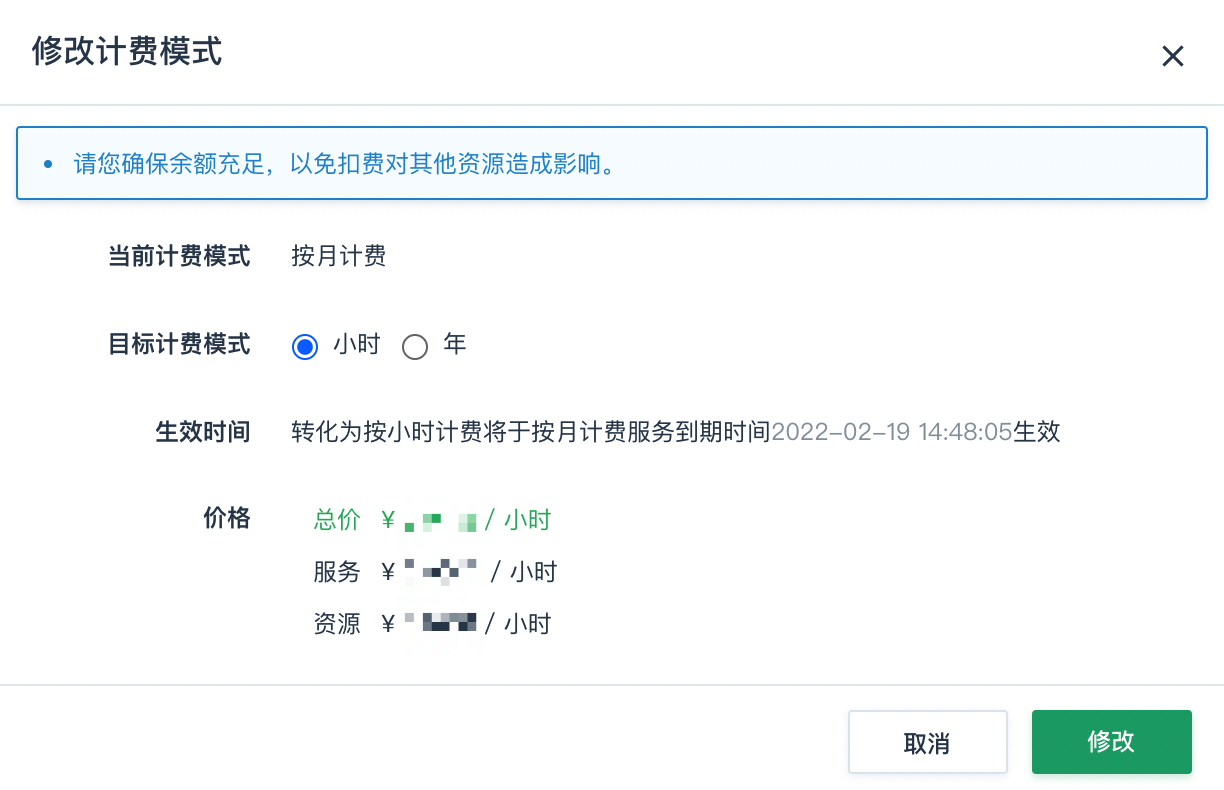 修改计费模式
请您确保余额充足，以免扣费对其他资源造成影响。
当前计费模式 按月计费
目标计费模式 小时 年
生效时间 转化为按小时计费将于按月计费服务到期时间2022-02-19 14:48:05生效
价格 总价 ¥ / 小时
服务 ¥ / 小时
资源 ¥ / 小时
取消 修改